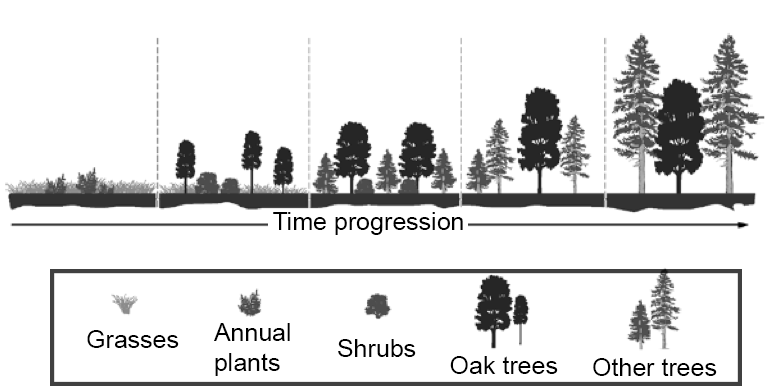 Time progression
Grasses
Annual
plants
Shrubs
Oak trees
Other trees